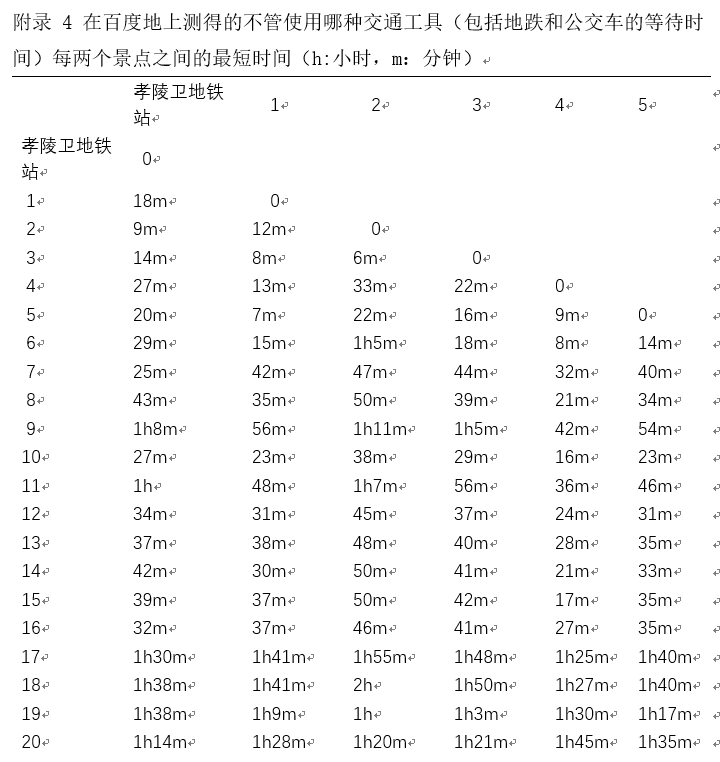 附录 4 在百度地上测得的不管使用哪种交通工具（包括地跌和公交车的等待时
间）每两个景点之间的最短时间（h:小时，m：分钟）
孝陵卫地铁站 1 2 3 4 5
孝陵卫地铁站 0
1 18m 0
2 9m 12m 0
3 14m 8m 6m 0
4 27m 13m 33m 22m 0
5 20m 7m 22m 16m 9m 0
6 29m 15m 1h5m 18m 8m 14m
7 25m 42m 47m 44m 32m 40m
8 43m 35m 50m 39m 21m 34m
9 1h8m 56m 1h11m 1h5m 42m 54m
10 27m 23m 38m 29m 16m 23m
11 1h 48m 1h7m 56m 36m 46m
12 34m 31m 45m 37m 24m 31m
13 37m 38m 48m 40m 28m 35m
14 42m 30m 50m 41m 21m 33m
15 39m 37m 50m 42m 17m 35m
16 32m 37m 46m 41m 27m 35m
17 1h30m 1h41m 1h55m 1h48m 1h25m 1h40m
18 1h38m 1h41m 2h 1h50m 1h27m 1h40m
19 1h38m 1h9m 1h 1h3m 1h30m 1h17m
20 1h14m 1h28m 1h20m 1h21m 1h45m 1h35m